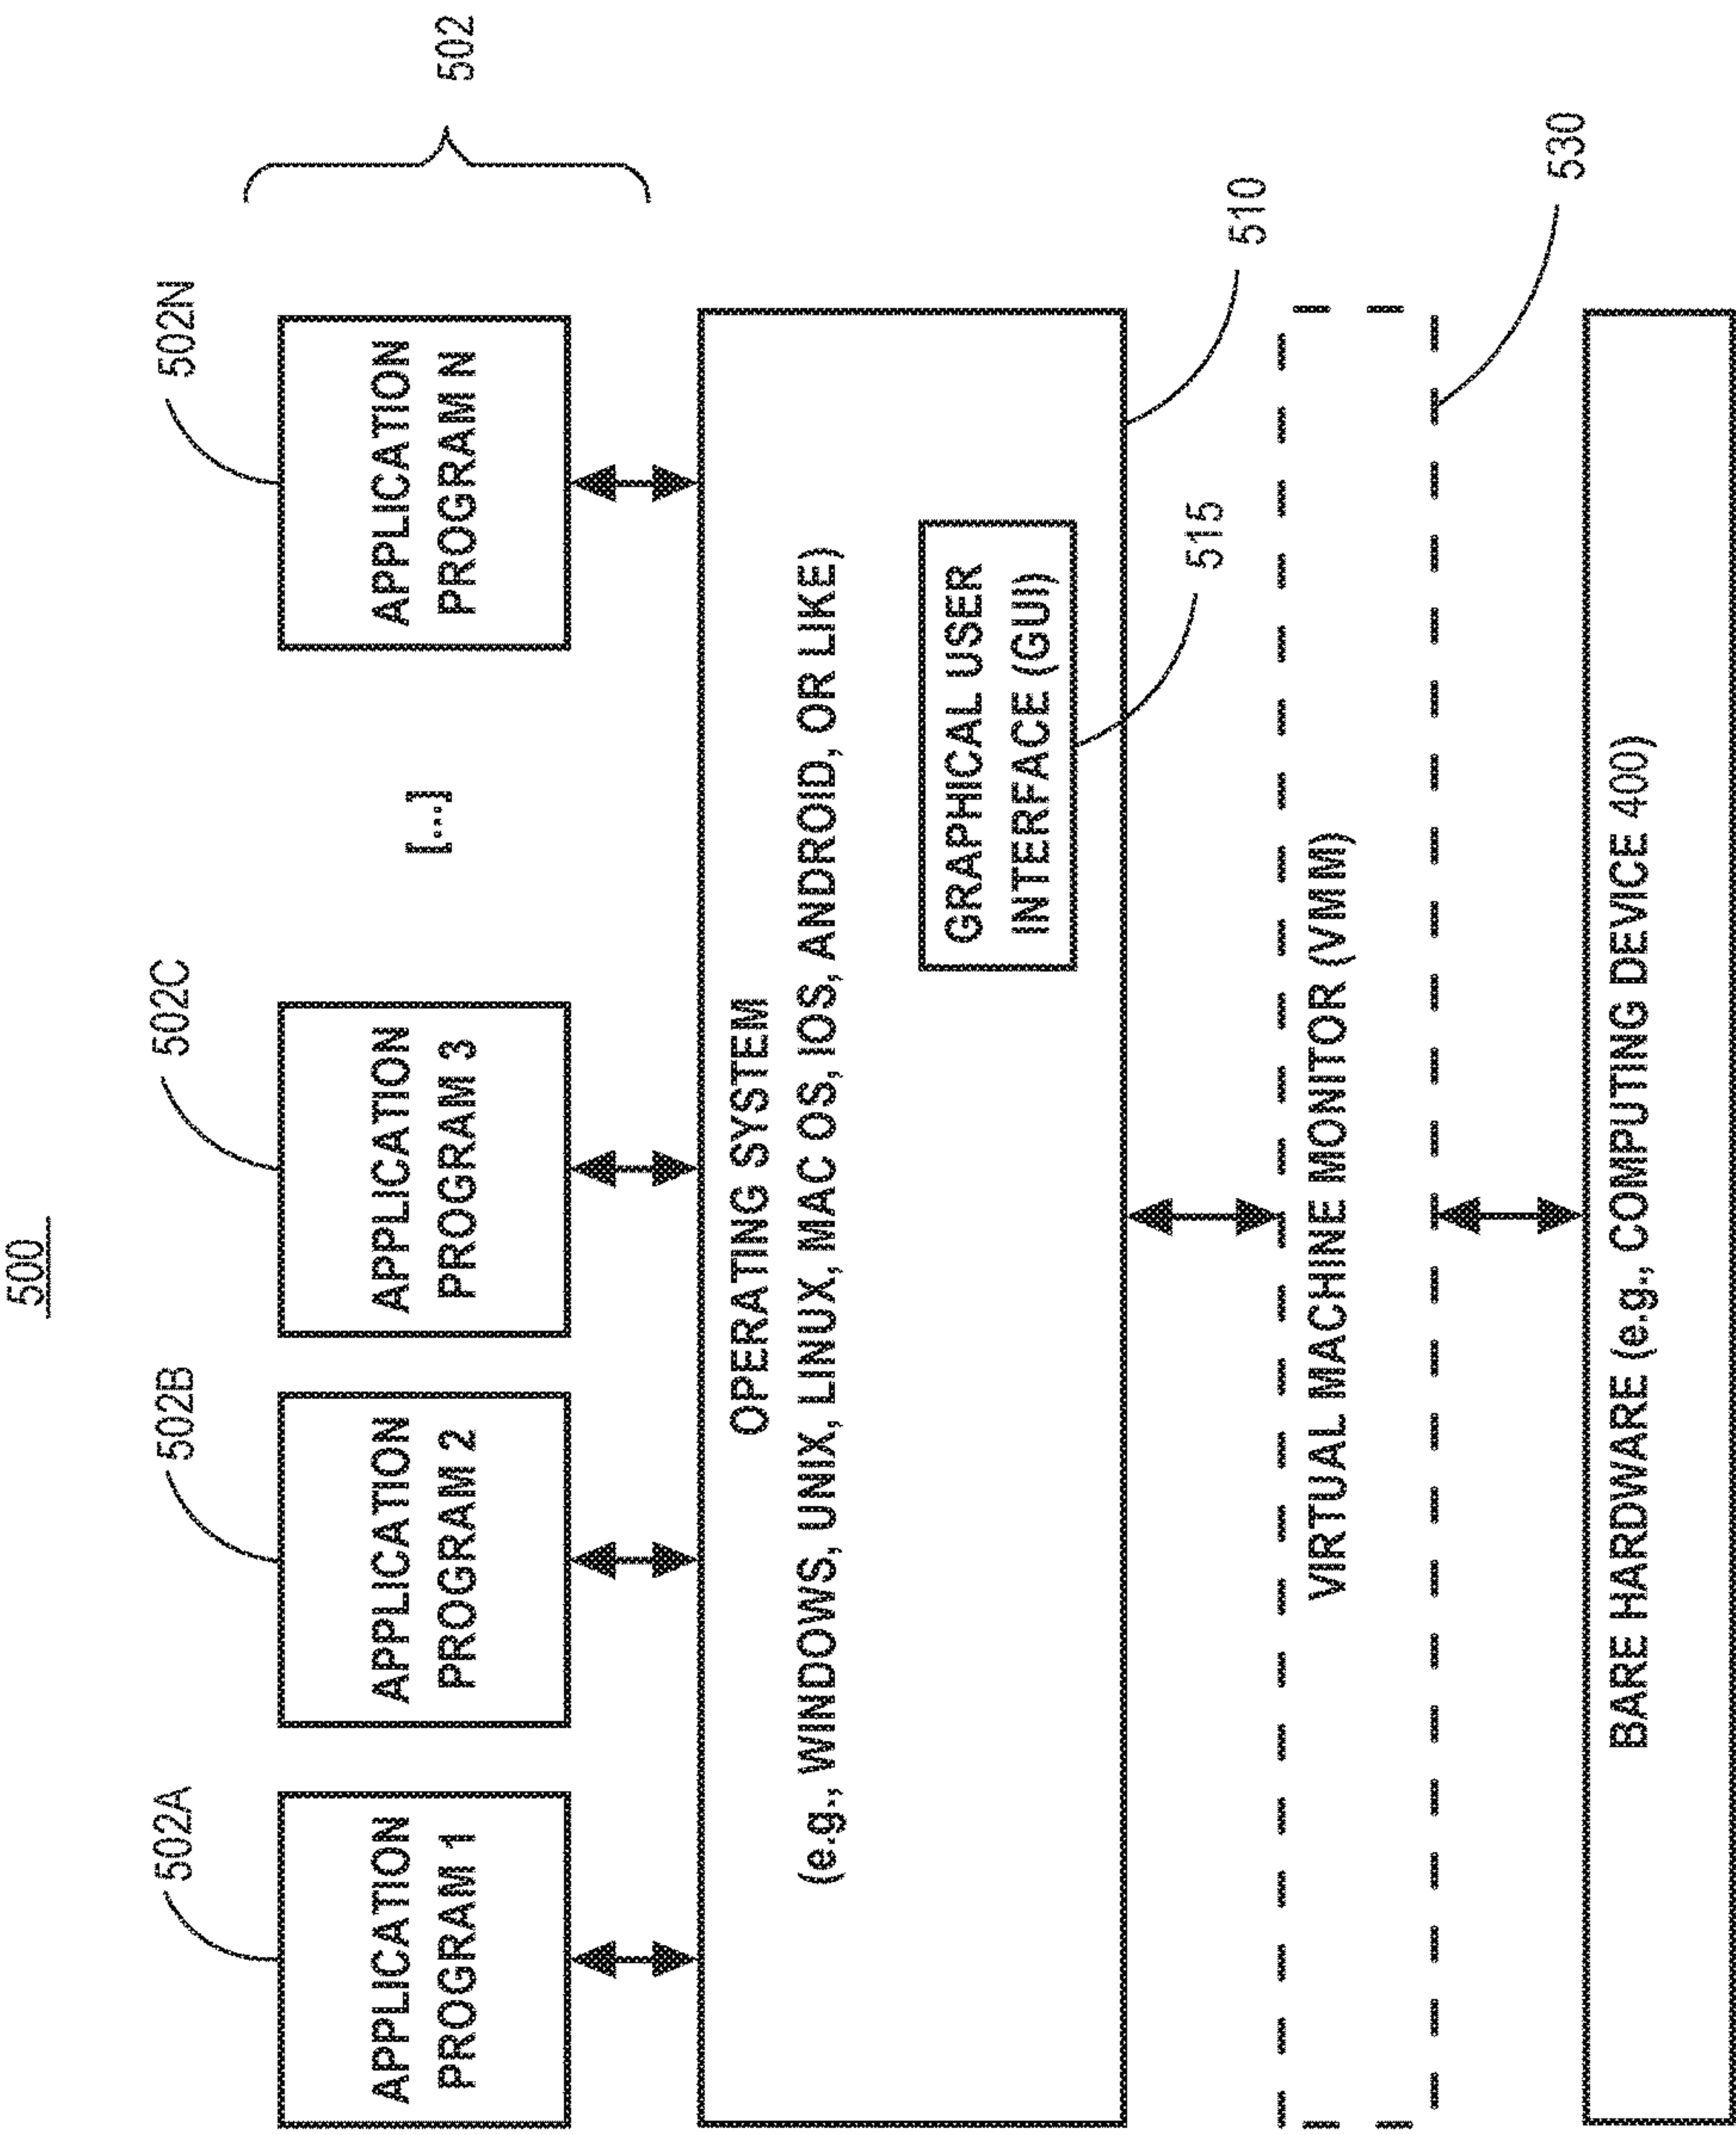 500
502A
502B
502C
502N
502
APPLICATION
PROGRAM 1
APPLICATION
PROGRAM 2
APPLICATION
PROGRAM 3
[...]
APPLICATION
PROGRAM N
OPERATING SYSTEM
(e.g., WINDOWS, UNIX, LINUX, MAC OS, IOS, ANDROID, OR LIKE)
GRAPHICAL USER
INTERFACE (GUI)
510
515
VIRTUAL MACHINE MONITOR (VMM)
530
BARE HARDWARE (e.g., COMPUTING DEVICE 400)